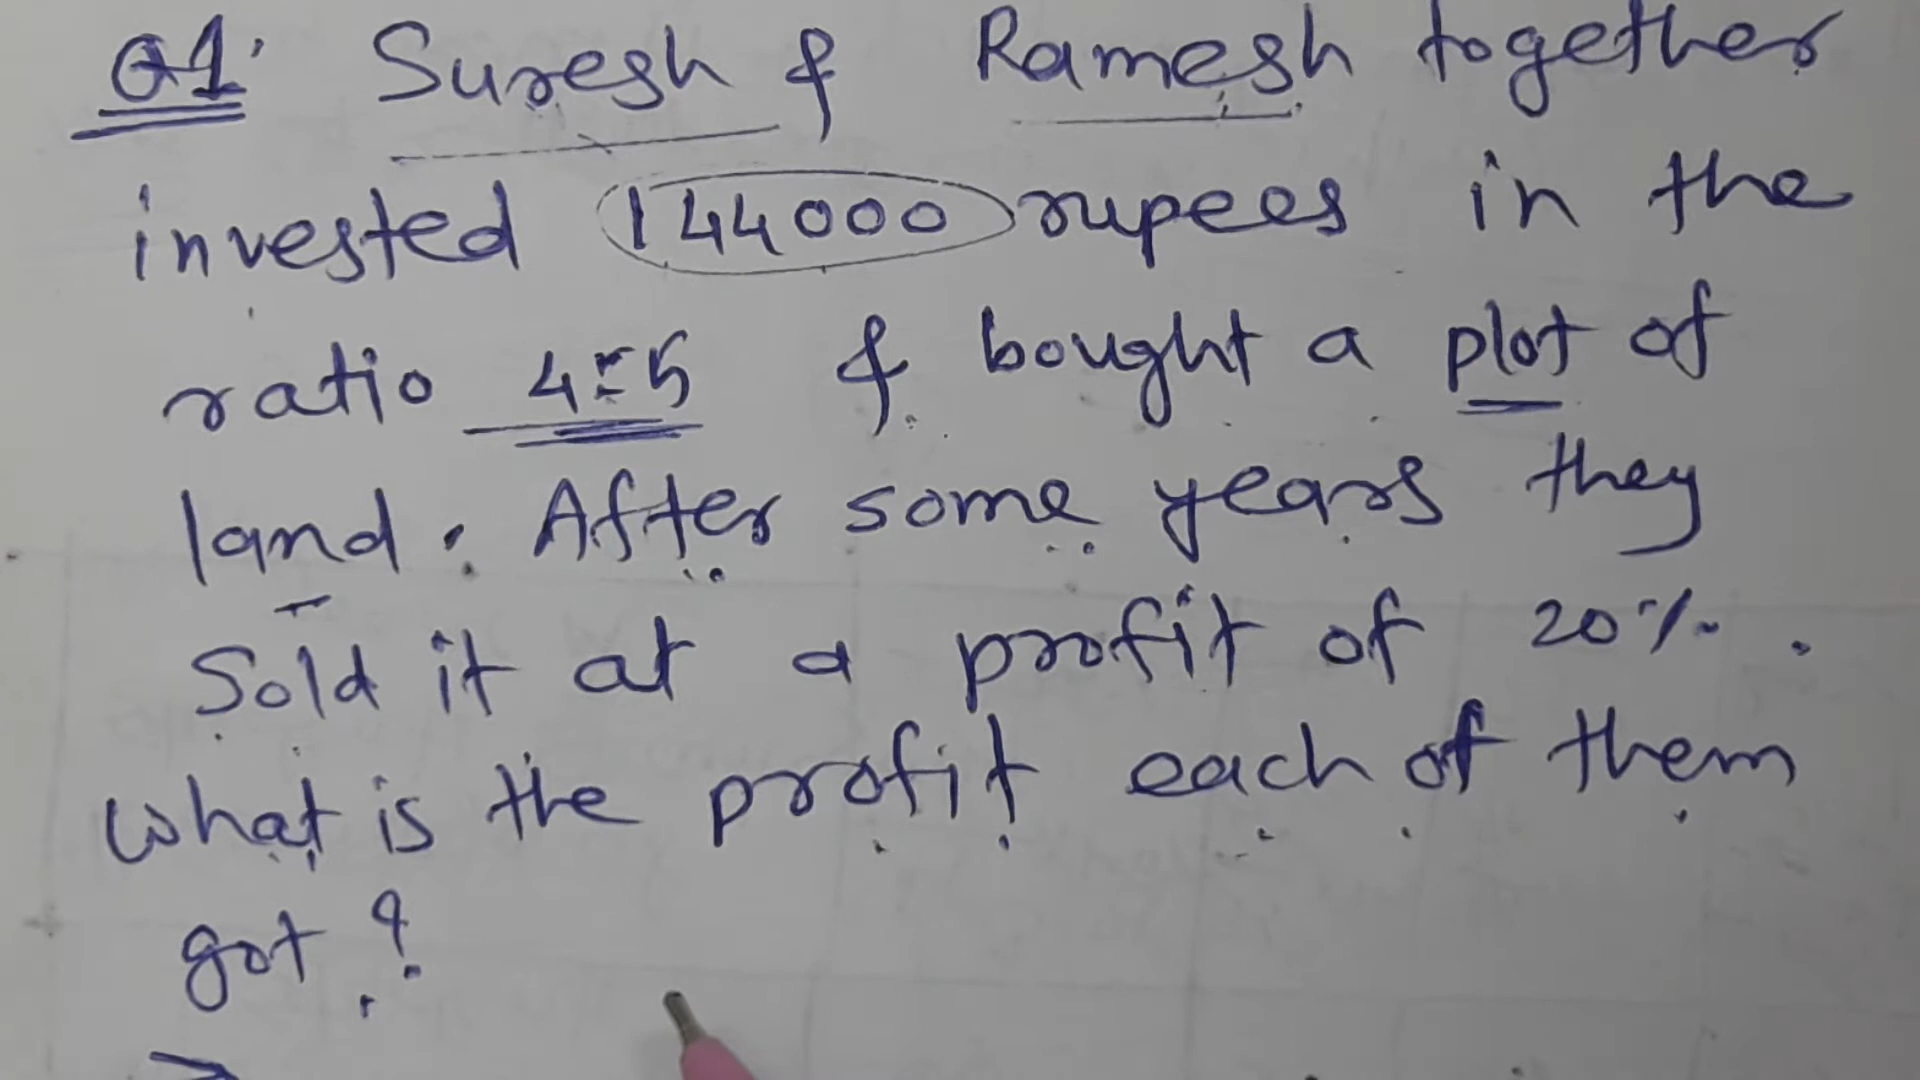 Q1. Suresh & Ramesh together
invested 144000 rupees in the
ratio 4:5 & bought a plot of
land. After some years they
Sold it at a profit of 20%.
What is the profit each of them
got?